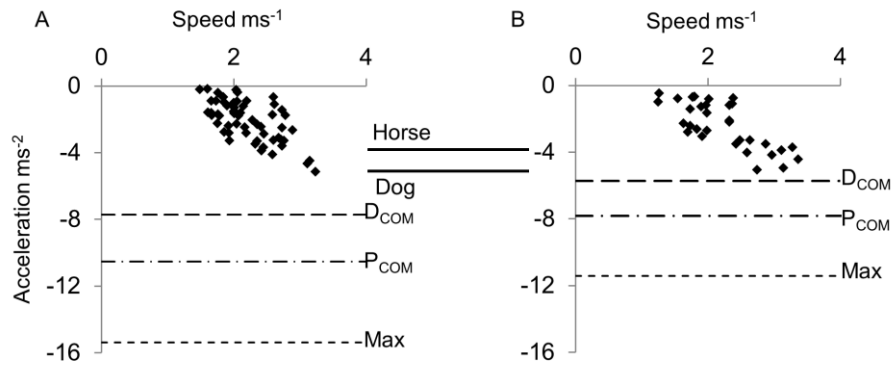 A
Speed ms-1
0 2 4
0
-4
-8
-12
-16
Acceleration ms-2
DCOM
PCOM
Max
Horse
Dog
B
Speed ms-1
0 2 4
0
-4
-8
-12
-16
DCOM
PCOM
Max